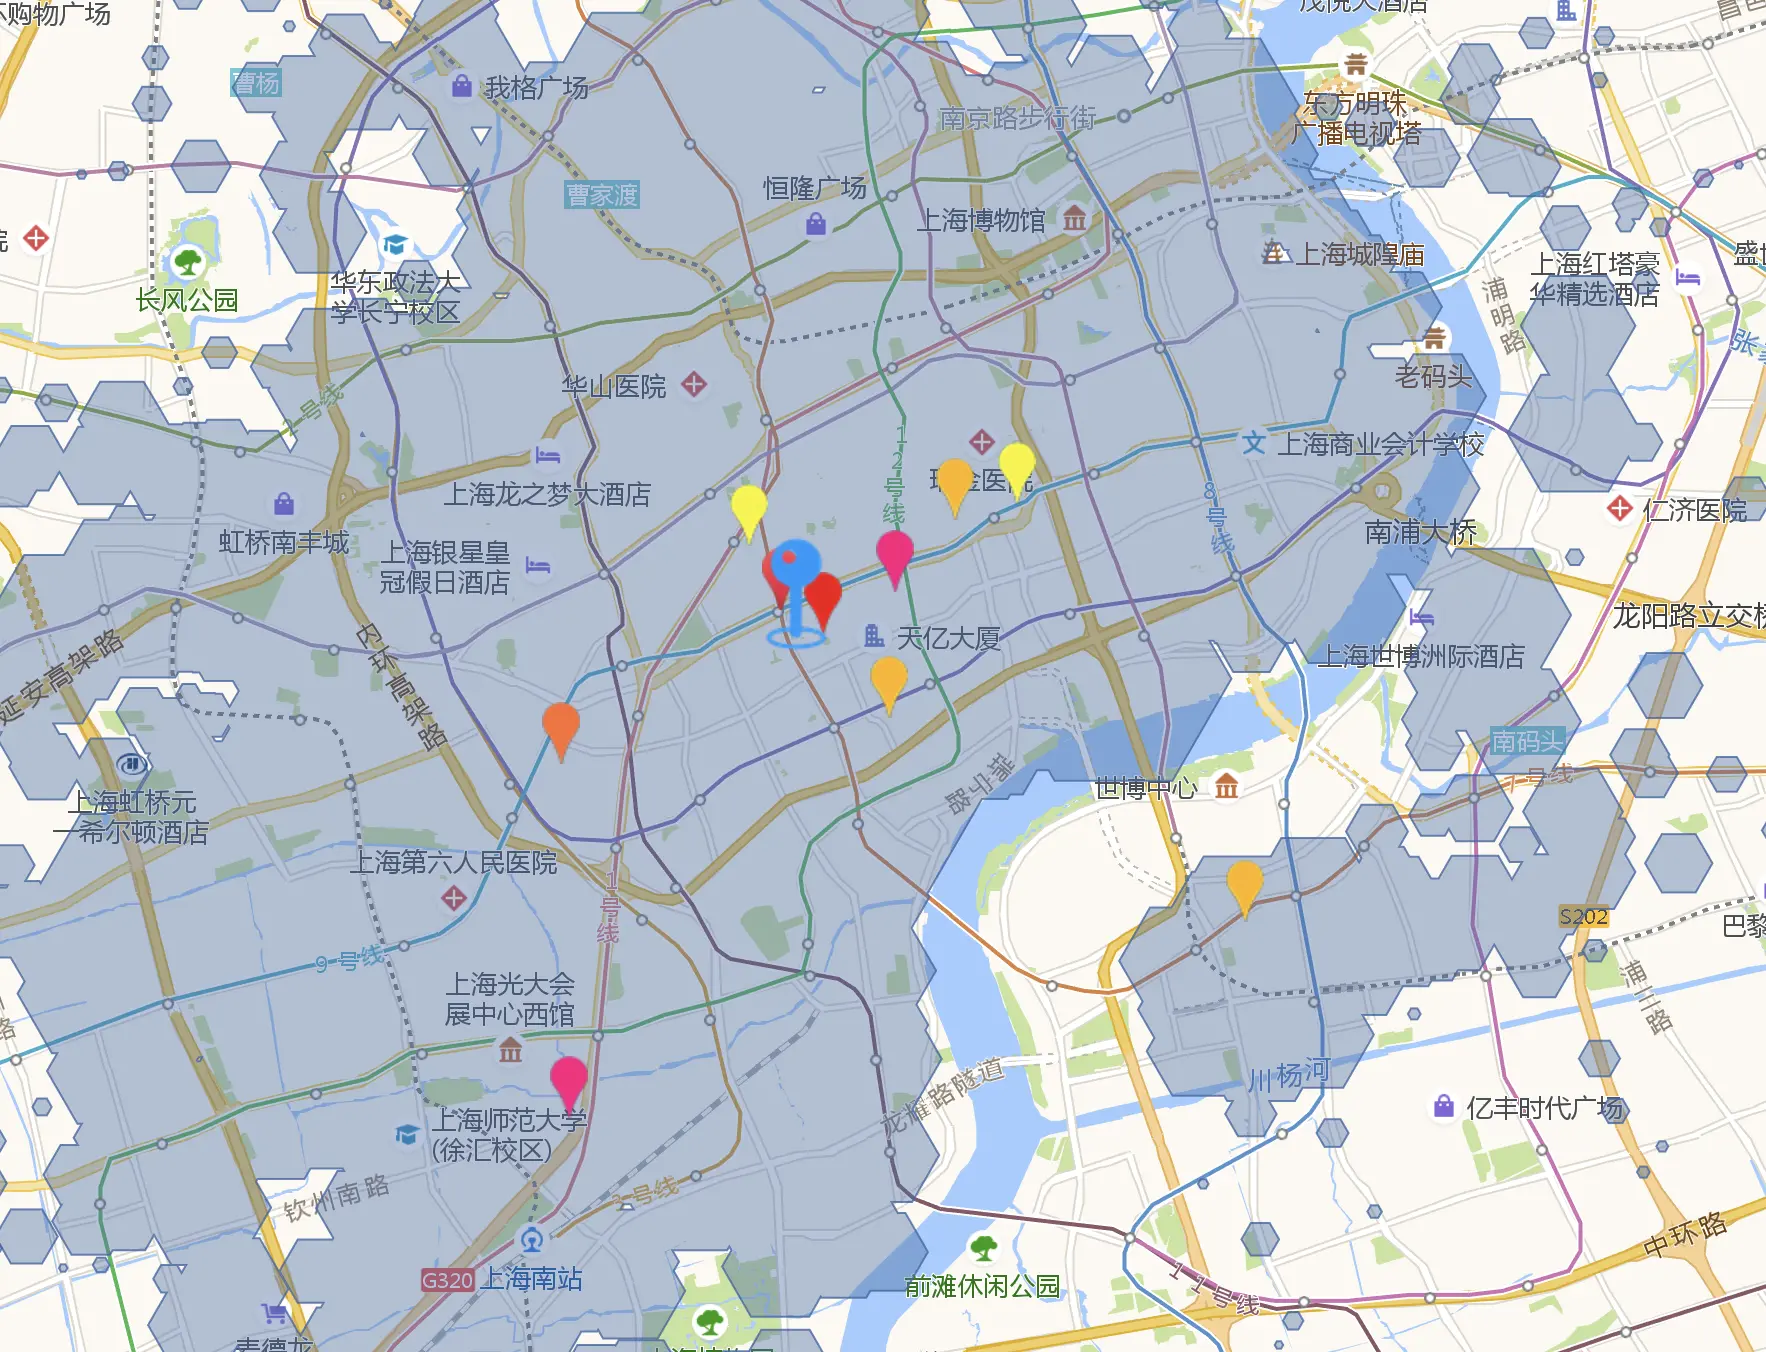 购物广场
茂悦大酒店
曹杨
我格广场
南京路步行街
东方明珠
广播电视塔
曹家渡
恒隆广场
上海博物馆
上海城隍庙
上海红塔豪
华精选酒店
浦明路
长风公园
华东政法大
学长宁校区
2号线
华山医院
老码头
12号线
上海商业会计学校
上海龙之梦大酒店
8号线
仁济医院
虹桥南丰城
上海银星皇
冠假日酒店
南浦大桥
龙阳路立交桥
天亿大厦
上海世博洲际酒店
延安高架路
内环高架路
南码头
上海虹桥元
一希尔顿酒店
世博中心
7号线
上海第六人民医院
1号线
S202
9号线
上海光大会
展中心西馆
浦三路
川杨河
龙耀路隧道
亿丰时代广场
上海师范大学
(徐汇校区)
钦州南路
3号线
中环路
G320
上海南站
前滩休闲公园
11号线
麦德龙